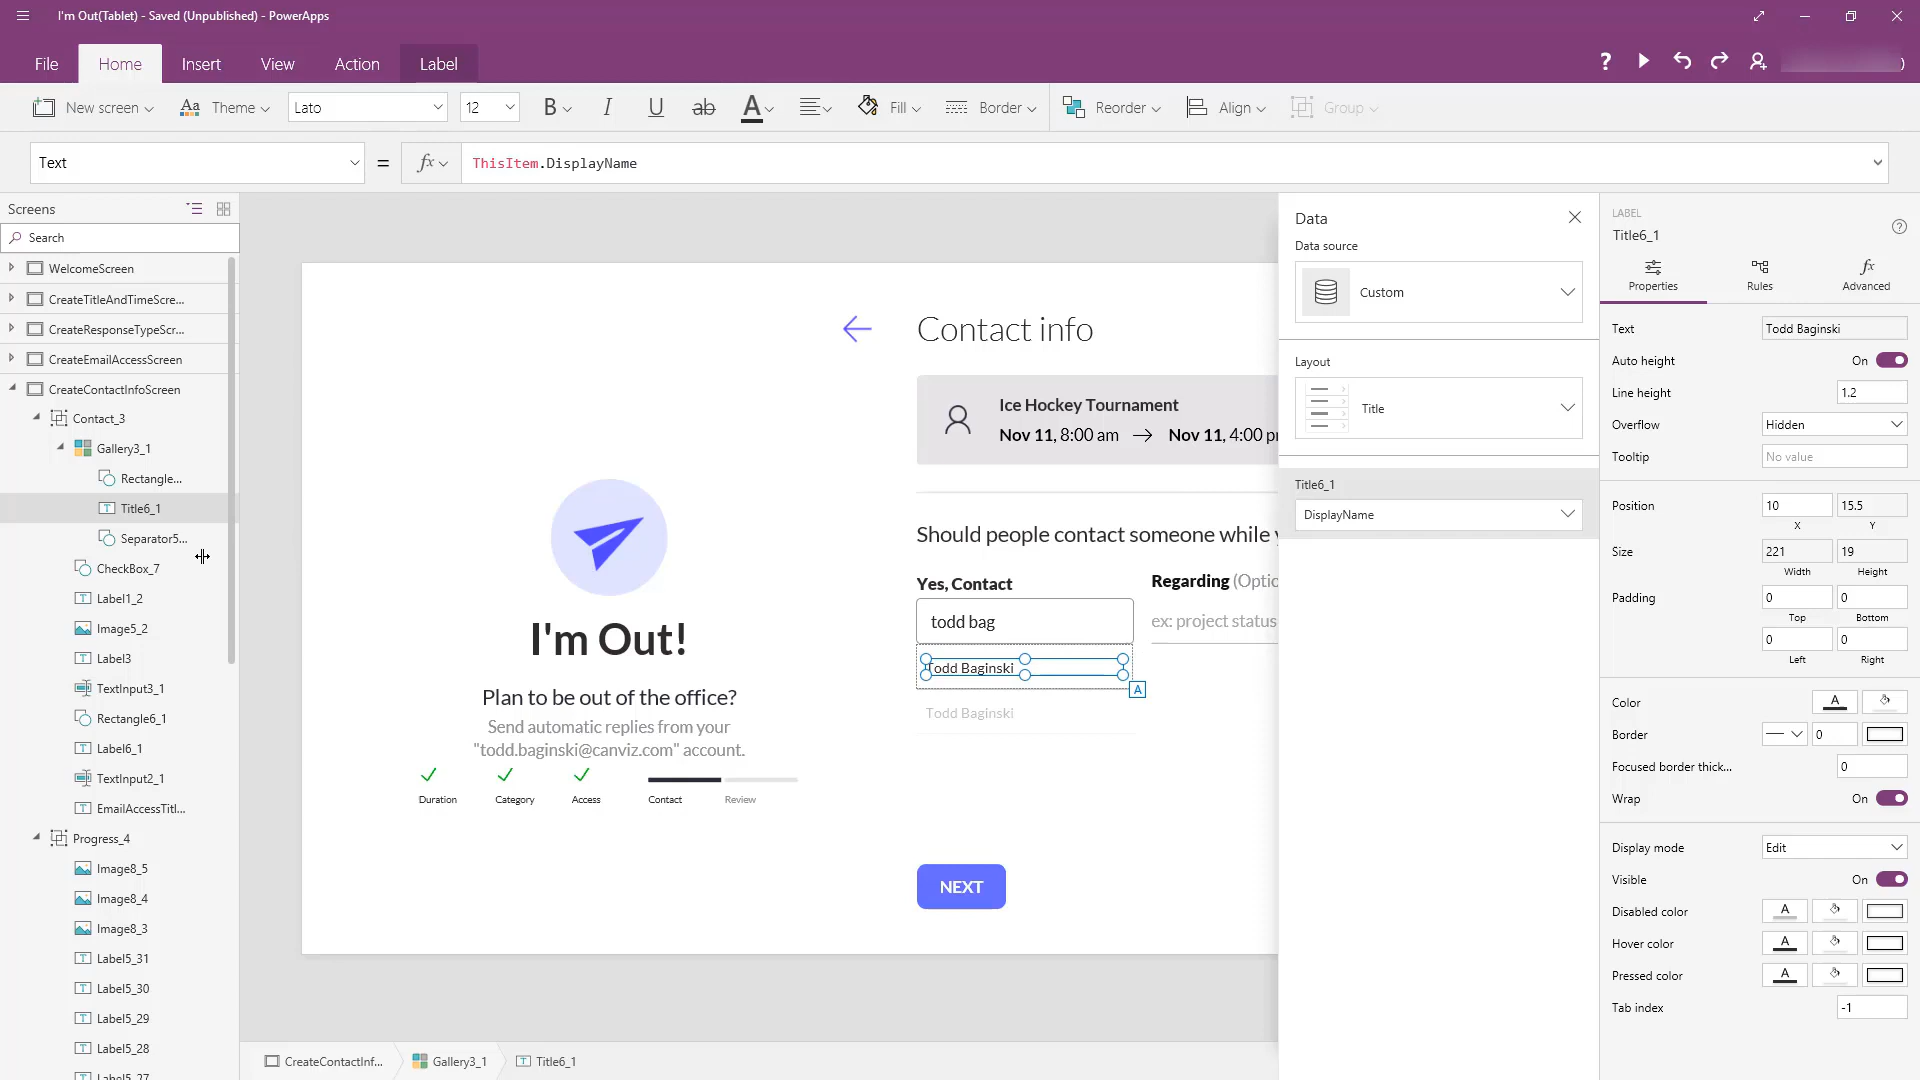 I'm Out(Tablet) - Saved (Unpublished) - PowerApps
File Home Insert View Action Label
?
New screen Aa Theme Lato 12 B I U ab A Fill Border Reorder Align Group
Text = fx ThisItem.DisplayName
Screens
Search
WelcomeScreen
CreateTitleAndTimeScre...
CreateResponseTypeScr...
CreateEmailAccessScreen
CreateContactInfoScreen
Contact_3
Gallery3_1
Rectangle...
Title6_1
Separator5...
CheckBox_7
Label1_2
Image5_2
Label3
TextInput3_1
Rectangle6_1
Label6_1
TextInput2_1
EmailAccessTitl...
Progress_4
Image8_5
Image8_4
Image8_3
Label5_31
Label5_30
Label5_29
Label5_28
Label5_27
I'm Out!
Plan to be out of the office?
Send automatic replies from your
"todd.baginski@canviz.com" account.
Duration Category Access Contact Review
Contact info
Ice Hockey Tournament
Nov 11, 8:00 am → Nov 11, 4:00 p
Should people contact someone while
Yes, Contact Regarding (Optio
todd bag ex: project status
Todd Baginski
A
Todd Baginski
NEXT
CreateContactInf... Gallery3_1 Title6_1
Data
Data source
Custom
Layout
Title
Title6_1
DisplayName
LABEL
Title6_1
?
Properties Rules fx Advanced
Text Todd Baginski
Auto height On
Line height 1.2
Overflow Hidden
Tooltip No value
Position 10 15.5
X Y
Size 221 19
Width Height
Padding 0 0
Top Bottom
0 0
Left Right
Color A
Border 0
Focused border thick... 0
Wrap On
Display mode Edit
Visible On
Disabled color A
Hover color A
Pressed color A
Tab index -1